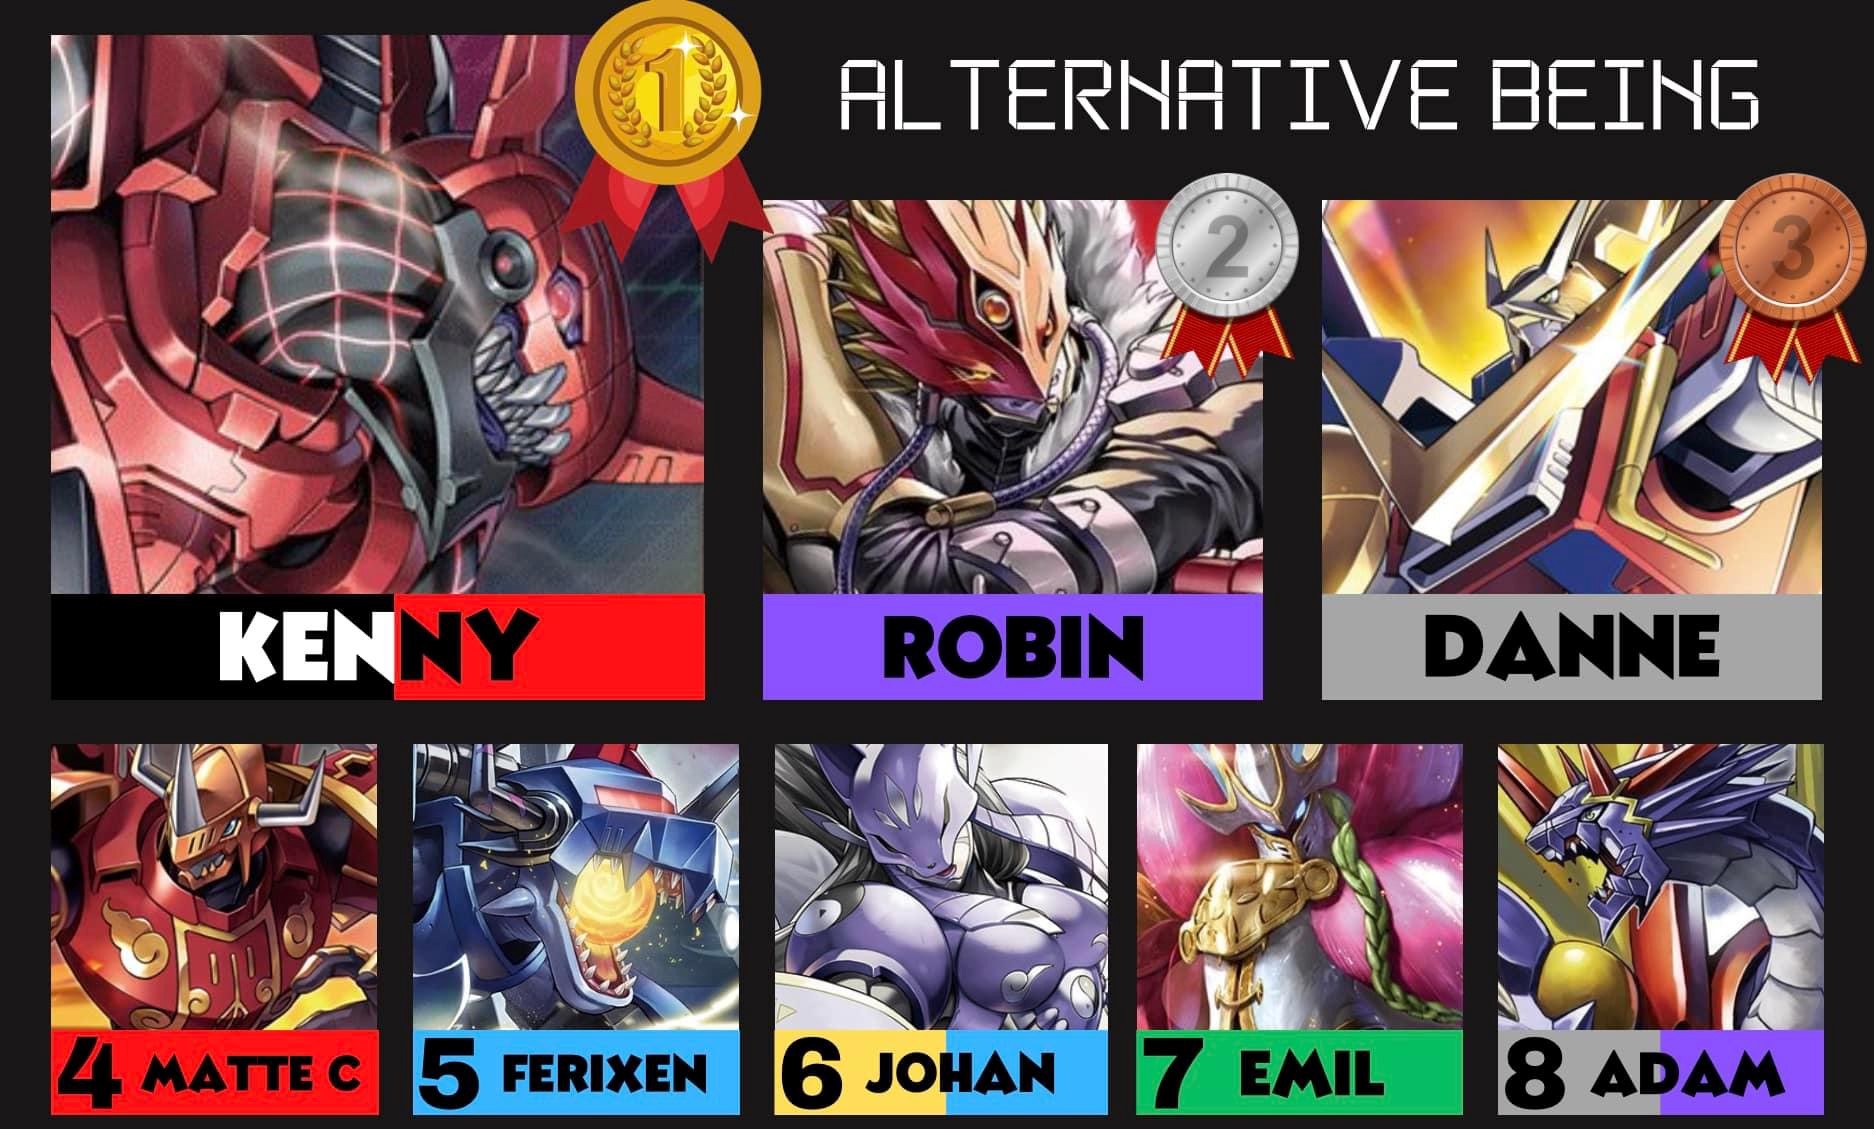 1
ALTERNATIVE BEING
2
3
KENNY
ROBIN
DANNE
4 MATTE C
5 FERIXEN
6 JOHAN
7 EMIL
8 ADAM